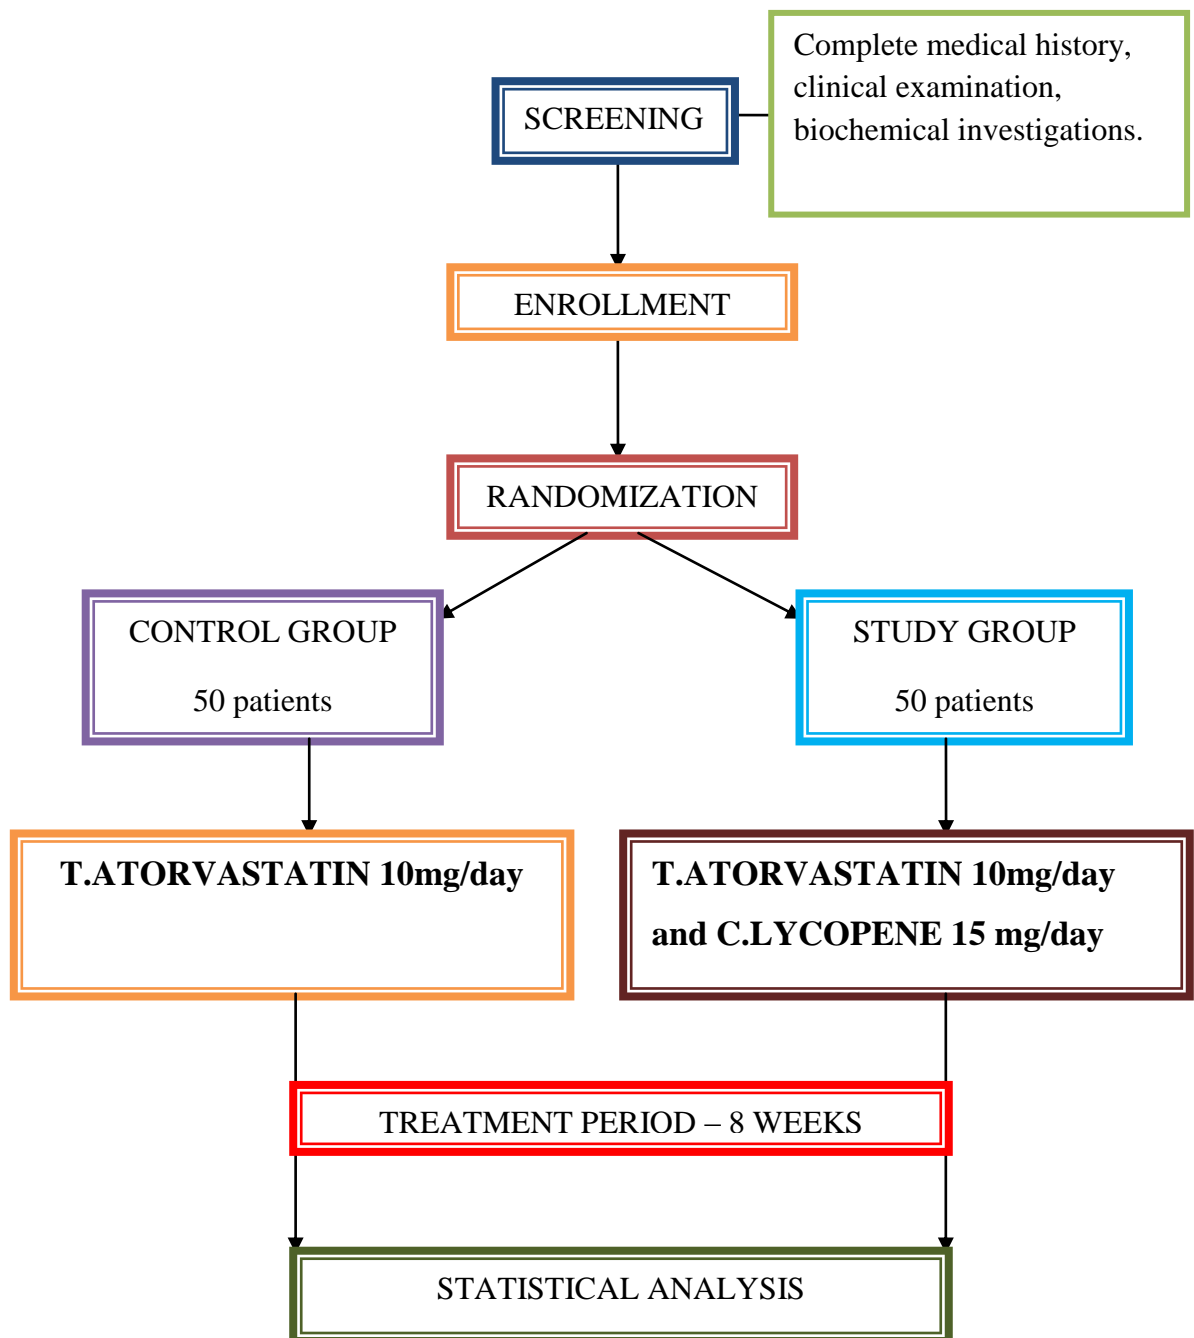 Complete medical history,
clinical examination,
biochemical investigations.
SCREENING
ENROLLMENT
RANDOMIZATION
CONTROL GROUP
50 patients
STUDY GROUP
50 patients
T.ATORVASTATIN 10mg/day
T.ATORVASTATIN 10mg/day
and C.LYCOPENE 15 mg/day
TREATMENT PERIOD – 8 WEEKS
STATISTICAL ANALYSIS